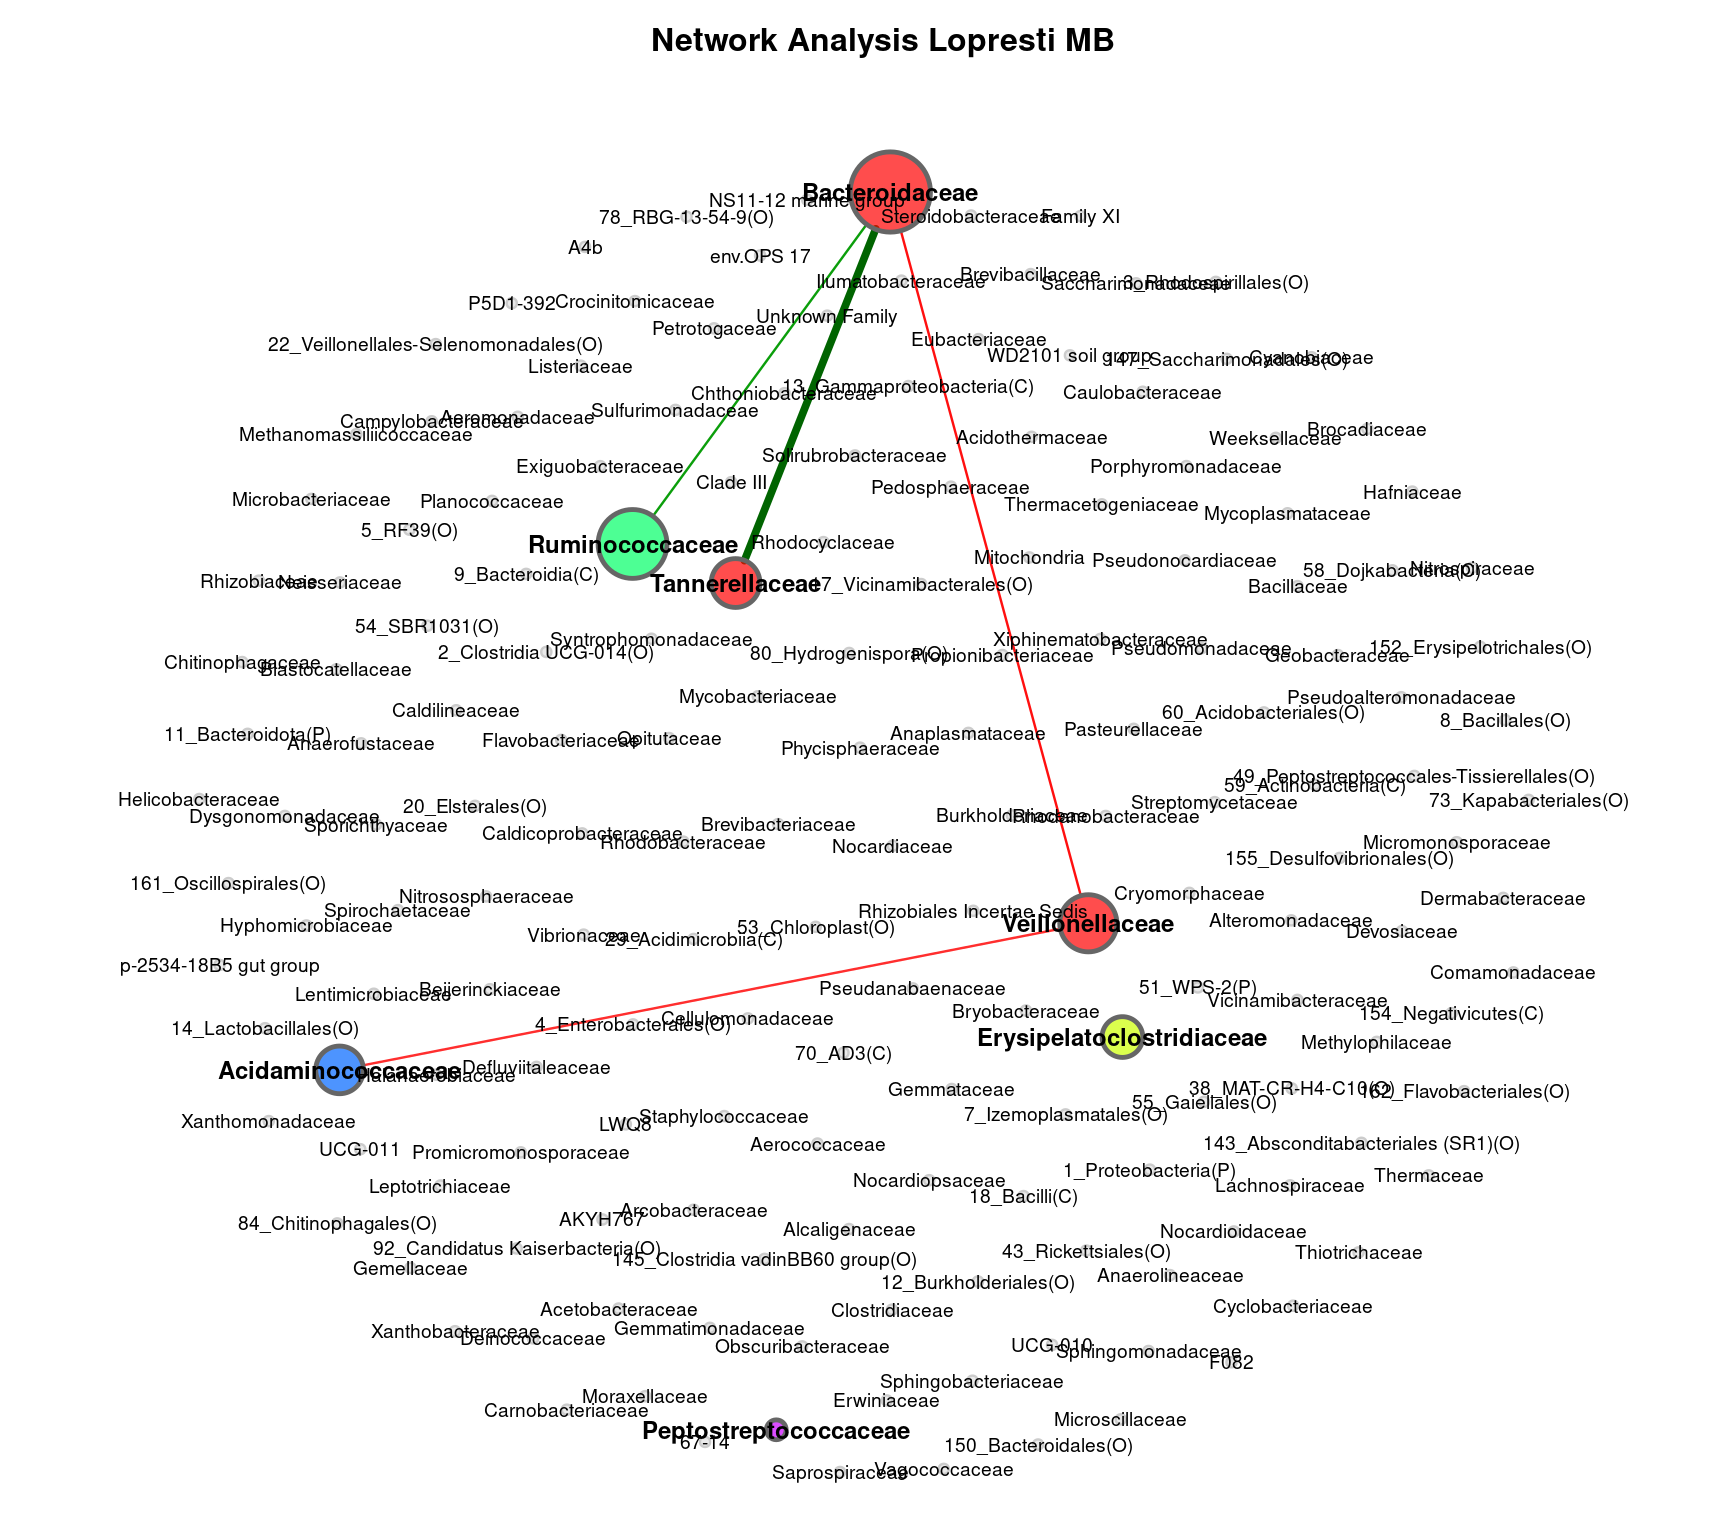 Network Analysis Lopresti MB
Bacteroidaceae
NS11-12 marine group
78_RBG-13-54-9(O)
Steroidobacteraceae
Family XI
A4b
env.OPS 17
Brevibacillaceae
Ilumatobacteraceae
Saccharimonadaceae
3_Rhodospirillales(O)
P5D1-392
Crocinitomicaceae
Unknown Family
Petrotogaceae
Eubacteriaceae
22_Veillonellales-Selenomonadales(O)
WD2101 soil group
147_Saccharimonadales(O)
Cyanobiaceae
Listeriaceae
13_Gammaproteobacteria(C)
Chthoniobacteraceae
Caulobacteraceae
Sulfurimonadaceae
Aeromonadaceae
Campylobacteraceae
Brocadiaceae
Methanomassiliicoccaceae
Acidothermaceae
Weeksellaceae
Solirubrobacteraceae
Exiguobacteraceae
Porphyromonadaceae
Clade III
Pedosphaeraceae
Hafniaceae
Microbacteriaceae
Planococcaceae
Thermacetogeniaceae
Mycoplasmataceae
5_RF39(O)
Ruminococcaceae
Rhodocyclaceae
Mitochondria
Pseudonocardiaceae
58_Dojkabacteria(C)
Nitrospiraceae
9_Bacteroidia(C)
Rhizobiaceae
Neisseriaceae
Tannerellaceae
17_Vicinamibacterales(O)
Bacillaceae
54_SBR1031(O)
Syntrophomonadaceae
Xiphinematobacteraceae
2_Clostridia UCG-014(O)
80_Hydrogenispora(O)
Propionibacteriaceae
Pseudomonadaceae
Geobacteraceae
152_Erysipelotrichales(O)
Chitinophagaceae
Blastocatellaceae
Mycobacteriaceae
Pseudoalteromonadaceae
Caldilineaceae
60_Acidobacteriales(O)
8_Bacillales(O)
11_Bacteroidota(P)
Anaerofustaceae
Flavobacteriaceae
Opitutaceae
Phycisphaeraceae
Anaplasmataceae
Pasteurellaceae
49_Peptostreptococcales-Tissierellales(O)
59_Actinobacteria(C)
Helicobacteraceae
20_Elsterales(O)
Streptomycetaceae
73_Kapabacteriales(O)
Dysgonomonadaceae
Sporichthyaceae
Brevibacteriaceae
Burkholderiaceae
Rhodanobacteraceae
Caldicoprobacteraceae
Rhodobacteraceae
Nocardiaceae
Micromonosporaceae
155_Desulfovibrionales(O)
161_Oscillospirales(O)
Nitrososphaeraceae
Cryomorphaceae
Dermabacteraceae
Spirochaetaceae
Rhizobiales Incertae Sedis
Hyphomicrobiaceae
Veillonellaceae
Alteromonadaceae
Vibrionaceae
29_Acidimicrobiia(C)
53_Chloroplast(O)
Devosiaceae
p-2534-18B5 gut group
Comamonadaceae
Lentimicrobiaceae
Beijerinckiaceae
Pseudanabaenaceae
51_WPS-2(P)
Vicinamibacteraceae
Bryobacteraceae
154_Negativicutes(C)
14_Lactobacillales(O)
4_Enterobacterales(O)
Cellulomonadaceae
Erysipelatoclostridiaceae
Methylophilaceae
70_AD3(C)
Acidaminococcaceae
Halanaerobiaceae
Defluviitaleaceae
Gemmataceae
38_MAT-CR-H4-C10(O)
162_Flavobacteriales(O)
55_Gaiellales(O)
Xanthomonadaceae
LWQ8
Staphylococcaceae
7_Izemoplasmatales(O)
UCG-011
Promicromonosporaceae
Aerococcaceae
143_Absconditabacteriales (SR1)(O)
1_Proteobacteria(P)
Thermaceae
Leptotrichiaceae
Nocardiopsaceae
18_Bacilli(C)
Lachnospiraceae
84_Chitinophagales(O)
AKYH767
Arcobacteraceae
Alcaligenaceae
Nocardioidaceae
92_Candidatus Kaiserbacteria(O)
43_Rickettsiales(O)
Thiotrichaceae
Gemellaceae
145_Clostridia vadinBB60 group(O)
12_Burkholderiales(O)
Anaerolineaceae
Acetobacteraceae
Clostridiaceae
Cyclobacteriaceae
Xanthobacteraceae
Deinococcaceae
Gemmatimonadaceae
Obscuribacteraceae
UCG-010
Sphingomonadaceae
F082
Moraxellaceae
Sphingobacteriaceae
Carnobacteriaceae
Erwiniaceae
Microscillaceae
Peptostreptococcaceae
67-14
150_Bacteroidales(O)
Saprospiraceae
Vagococcaceae